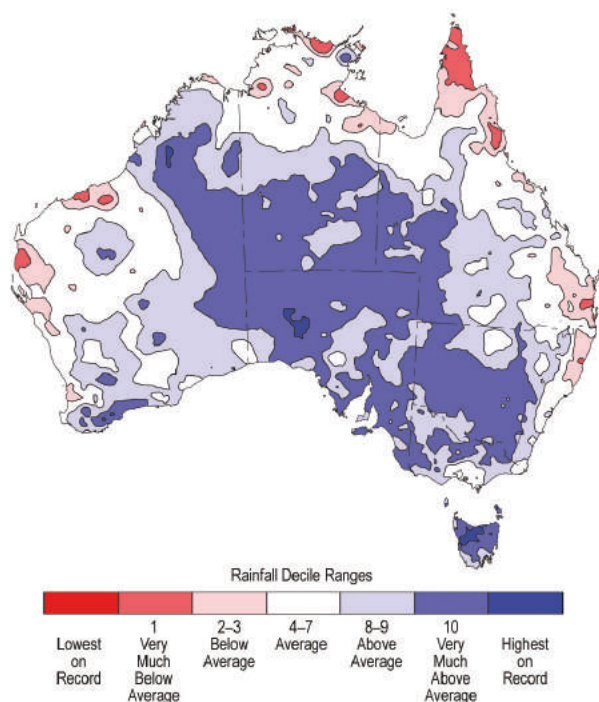 Rainfall Decile Ranges
Lowest on Record
1 Very Much Below Average
2–3 Below Average
4–7 Average
8–9 Above Average
10 Very Much Above Average
Highest on Record